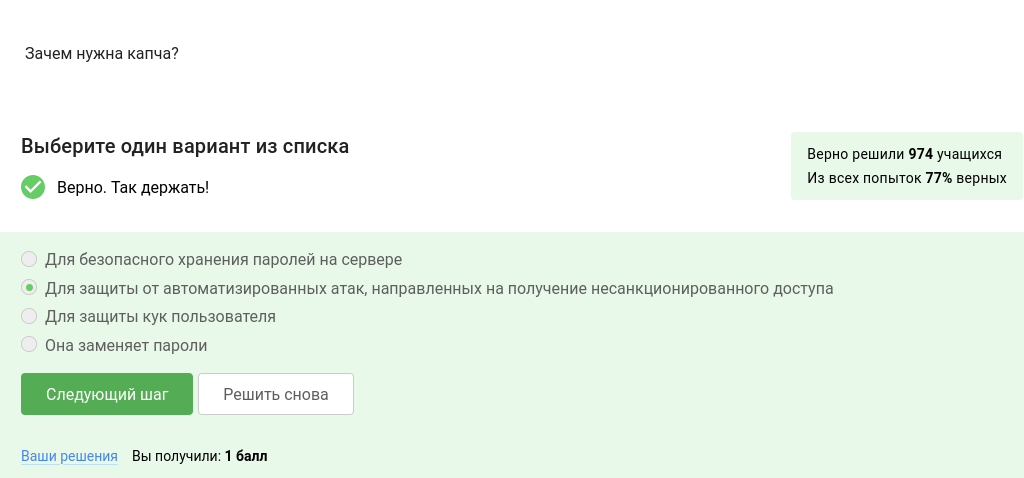 Зачем нужна капча?
Выберите один вариант из списка
Верно. Так держать!
Верно решили 974 учащихся
Из всех попыток 77% верных
Для безопасного хранения паролей на сервере
Для защиты от автоматизированных атак, направленных на получение несанкционированного доступа
Для защиты кук пользователя
Она заменяет пароли
Следующий шаг
Решить снова
Ваши решения Вы получили: 1 балл